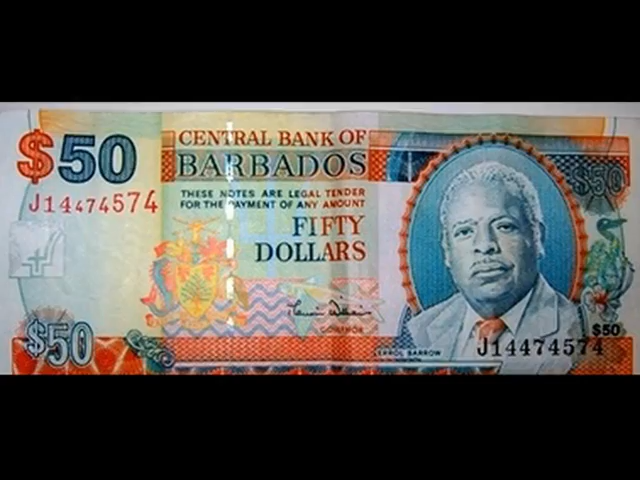 $50
CENTRAL BANK OF
BARBADOS
$50
J14474574
THESE NOTES ARE LEGAL TENDER
FOR THE PAYMENT OF ANY AMOUNT
FIFTY
DOLLARS
GOVERNOR
$50
ERROL BARROW
$50
J14474574